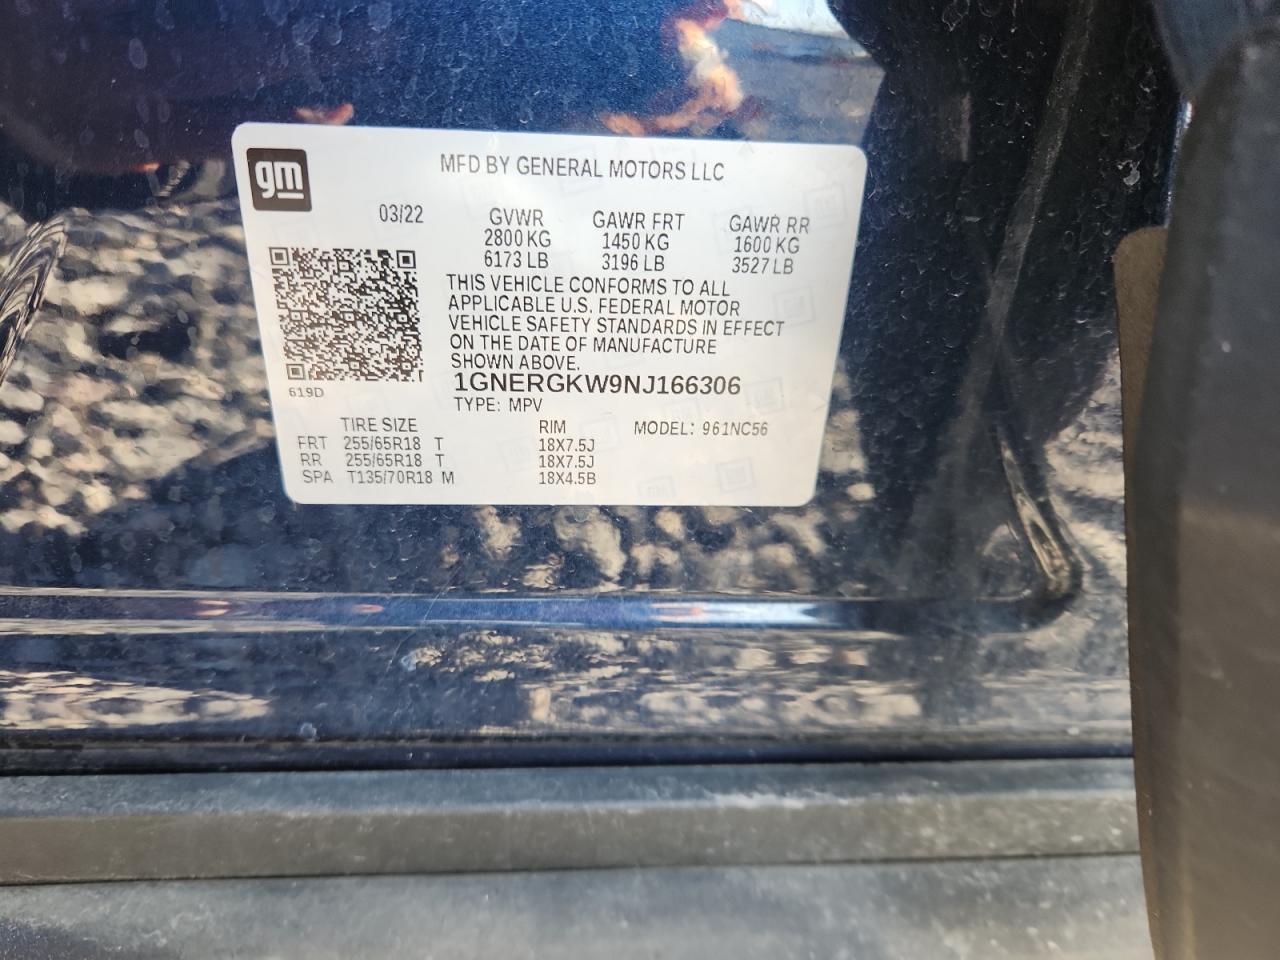 gm
MFD BY GENERAL MOTORS LLC
03/22 GVWR GAWR FRT GAWR RR
2800 KG 1450 KG 1600 KG
6173 LB 3196 LB 3527 LB
THIS VEHICLE CONFORMS TO ALL
APPLICABLE U.S. FEDERAL MOTOR
VEHICLE SAFETY STANDARDS IN EFFECT
ON THE DATE OF MANUFACTURE
SHOWN ABOVE.
1GNERGKW9NJ166306
619D
TYPE: MPV
TIRE SIZE RIM MODEL: 961NC56
FRT 255/65R18 T 18X7.5J
RR 255/65R18 T 18X7.5J
SPA T135/70R18 M 18X4.5B